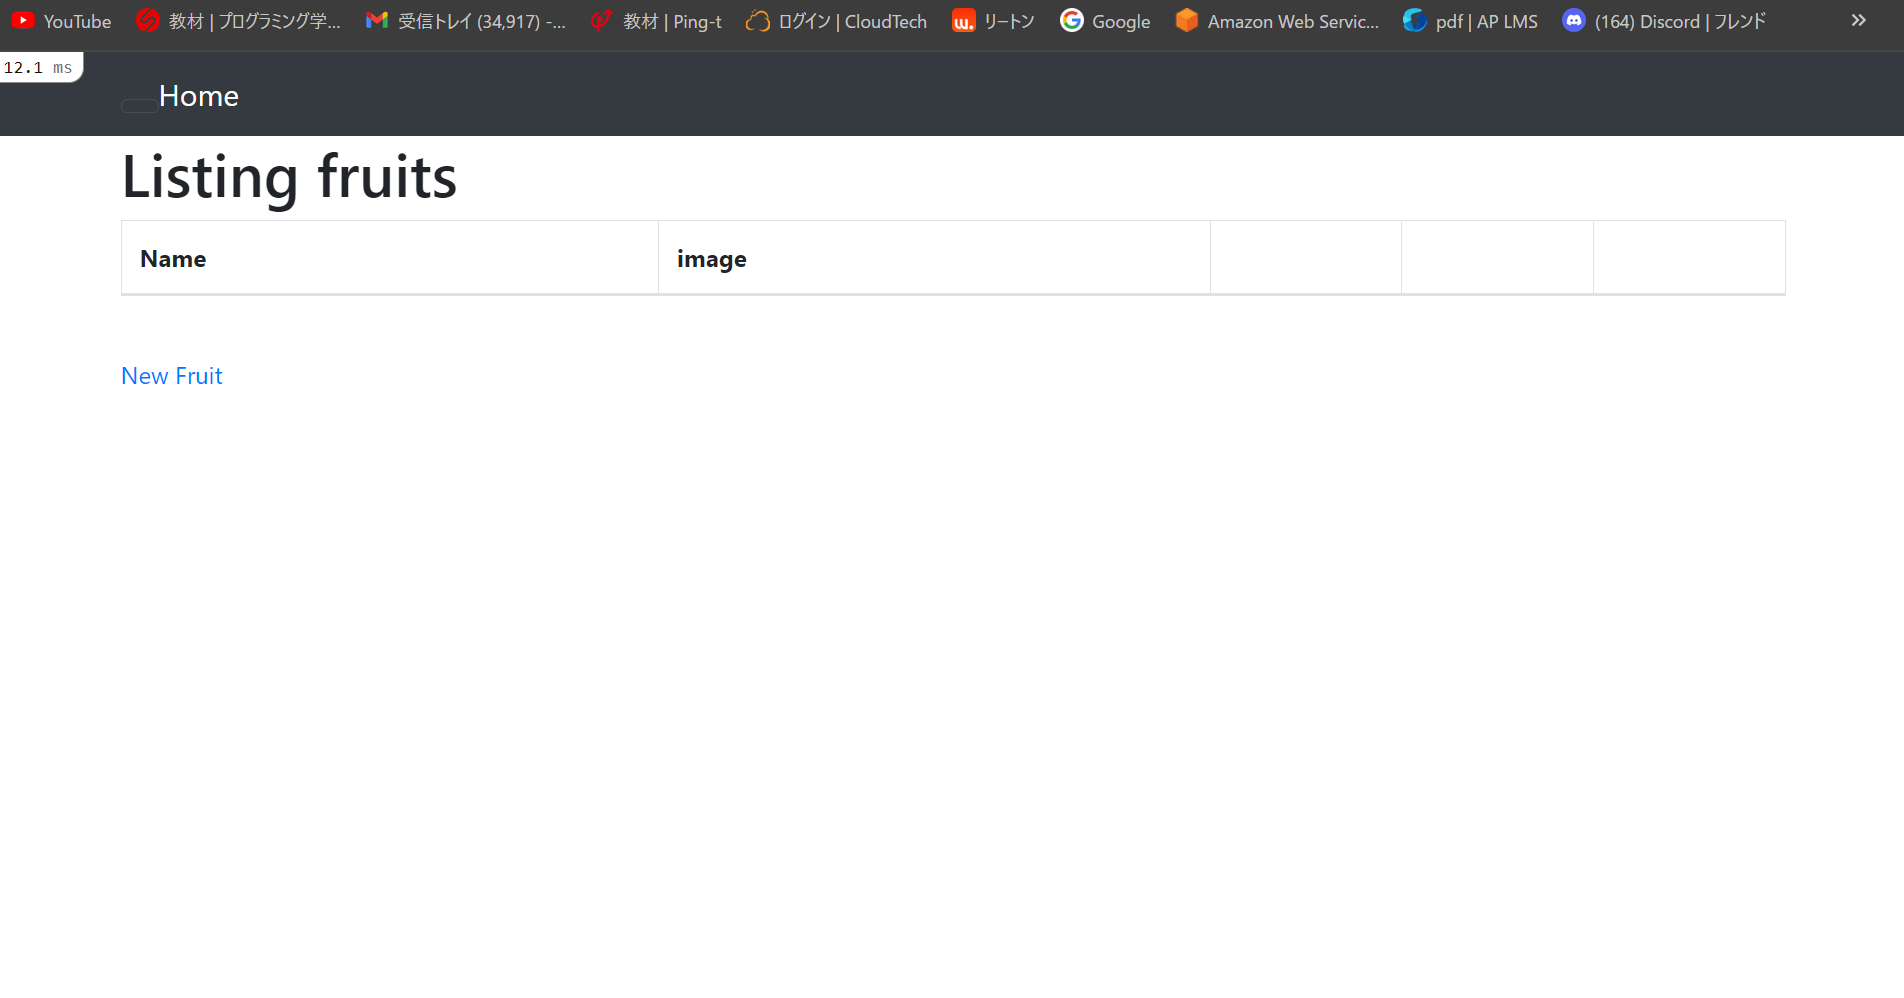 YouTube 教材 | プログラミング学... 受信トレイ (34,917) -... 教材 | Ping-t ログイン | CloudTech リートン Google Amazon Web Servic... pdf | AP LMS (164) Discord | フレンド »
12.1 ms
Home
Listing fruits
Name image
New Fruit